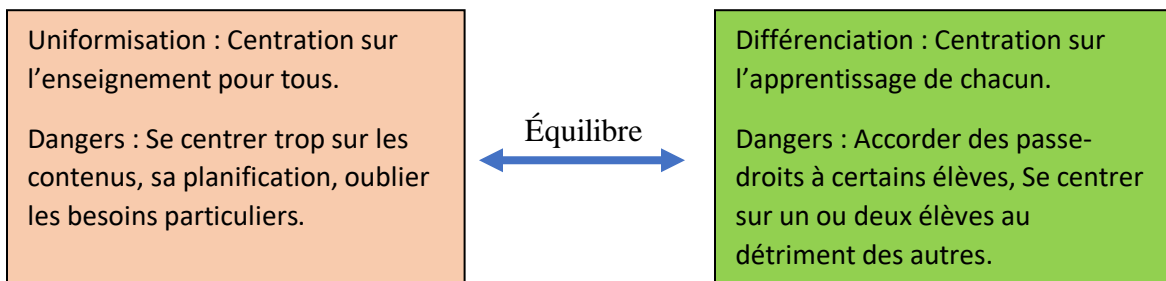 Uniformisation : Centration sur
l’enseignement pour tous.
Dangers : Se centrer trop sur les
contenus, sa planification, oublier
les besoins particuliers.
Équilibre
Différenciation : Centration sur
l’apprentissage de chacun.
Dangers : Accorder des passe-
droits à certains élèves, Se centrer
sur un ou deux élèves au
détriment des autres.